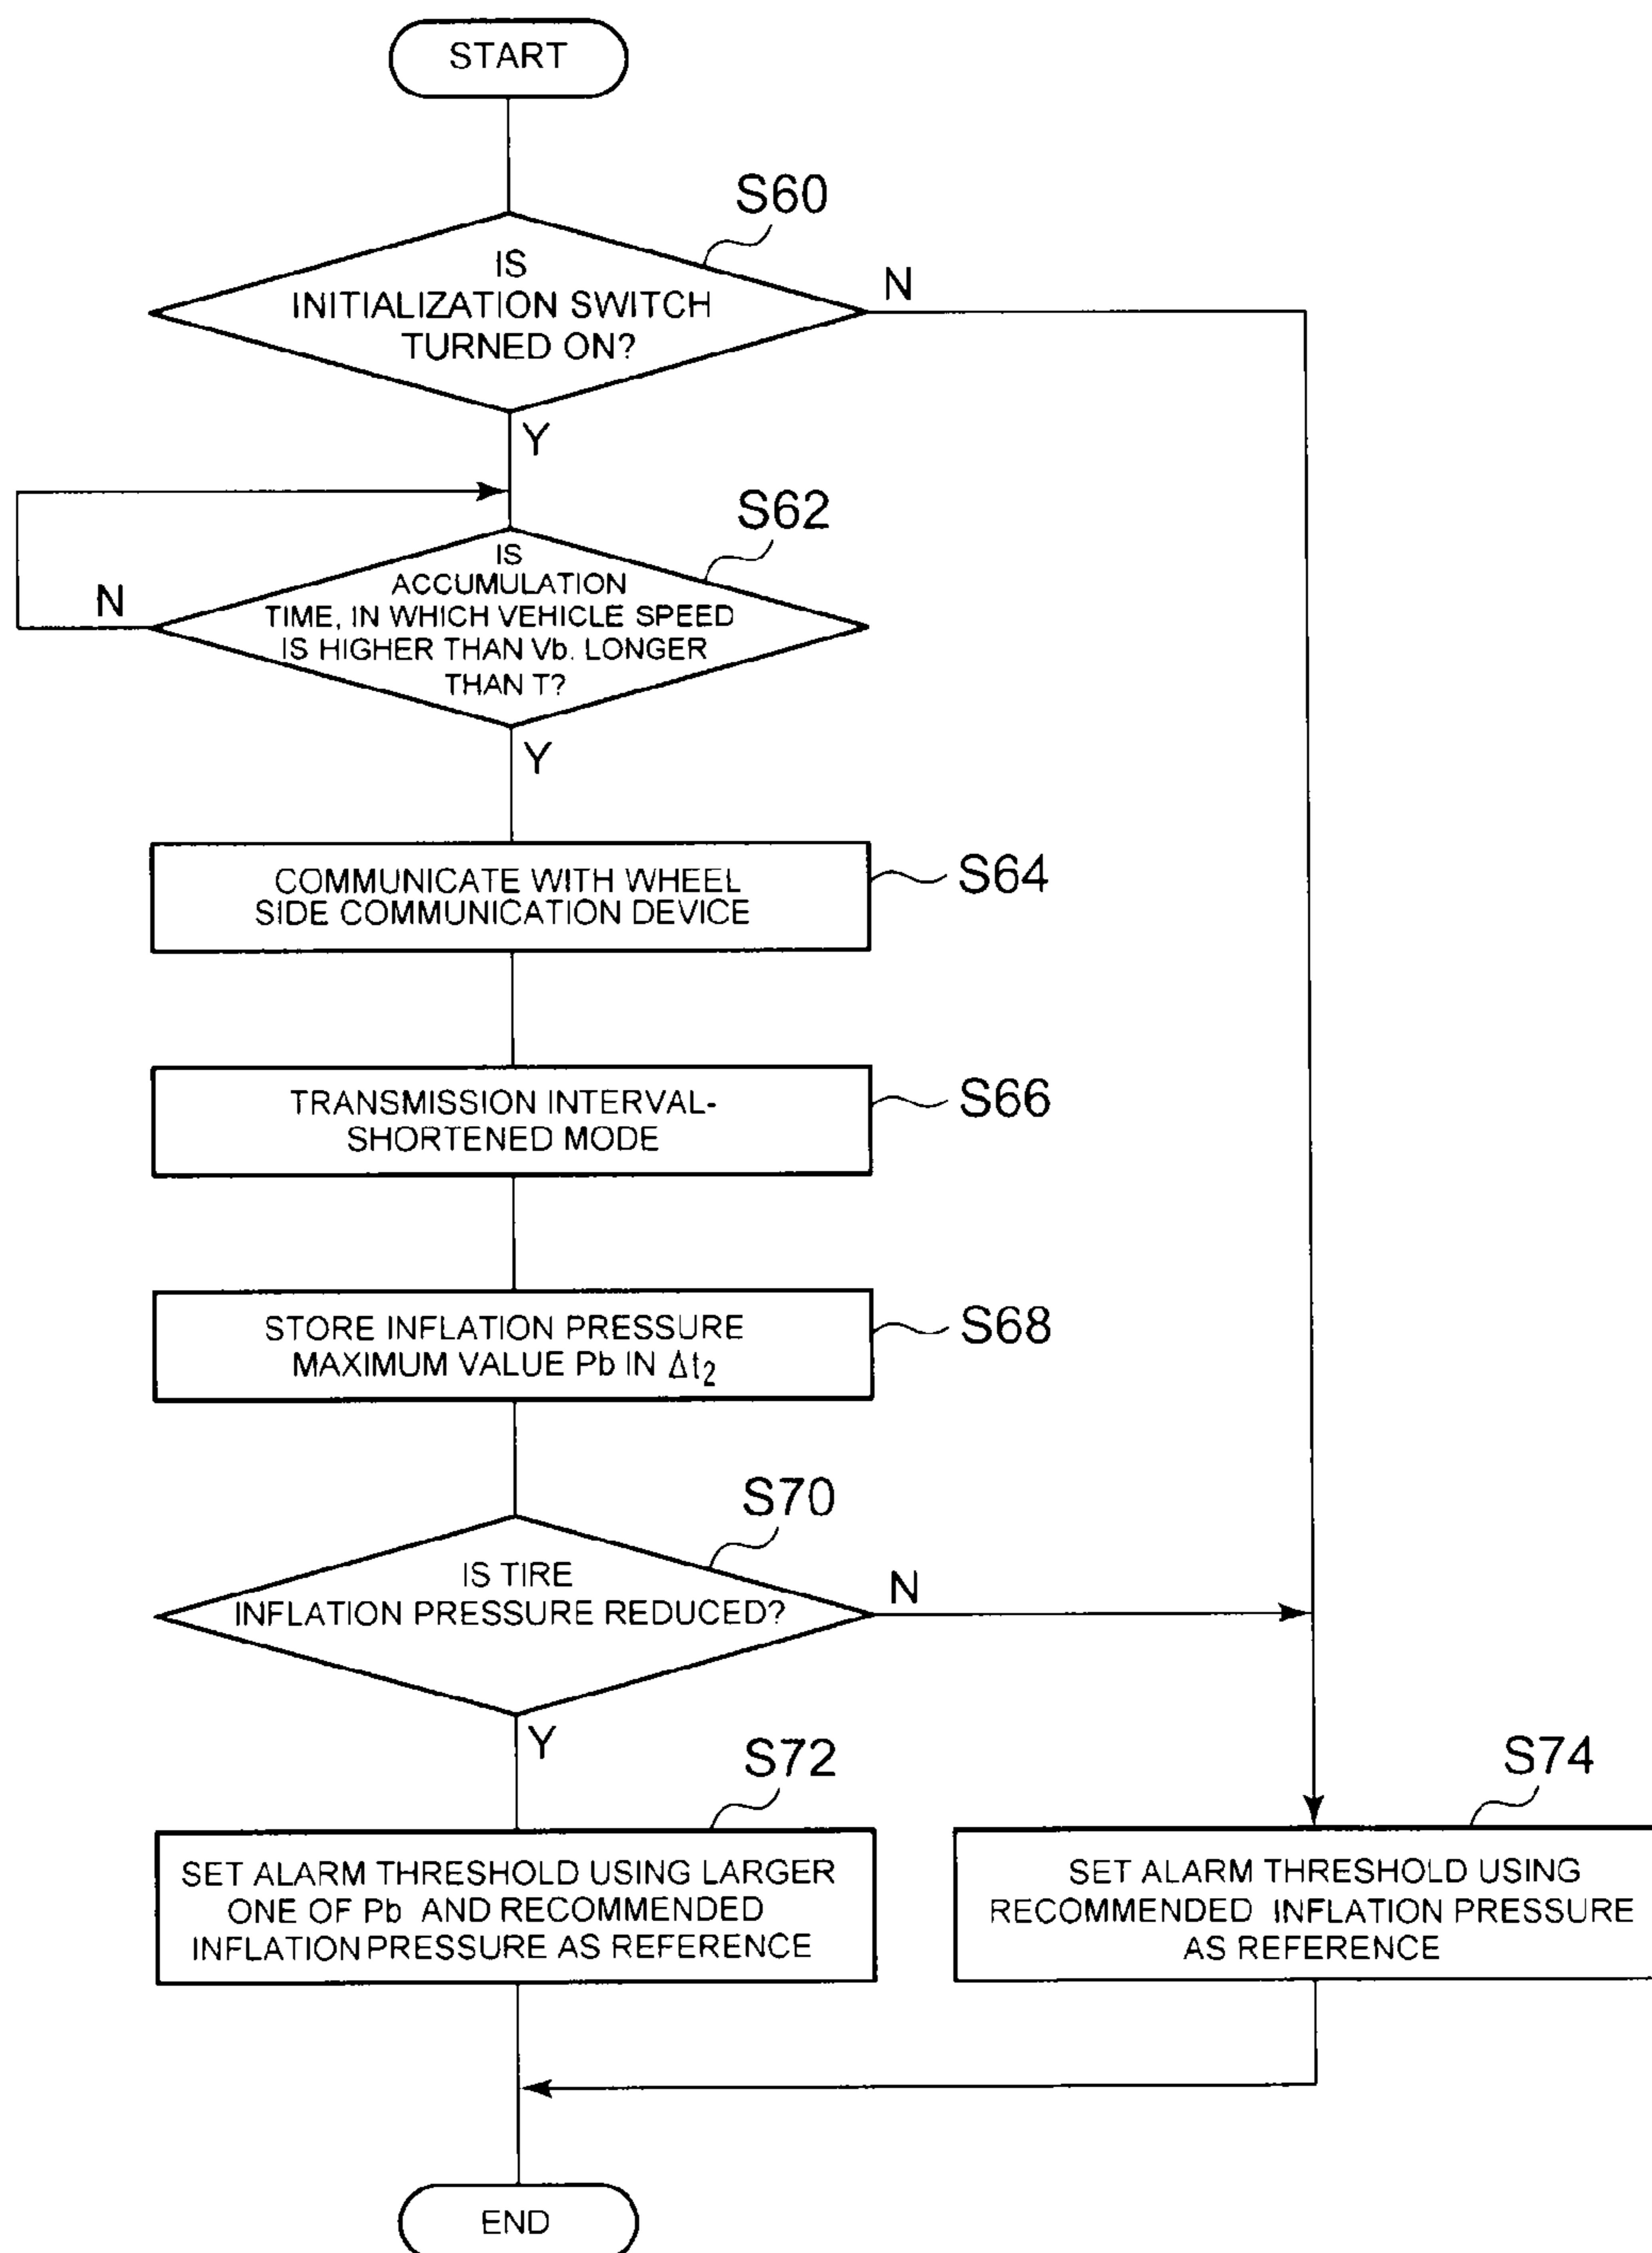 START
S60
IS
INITIALIZATION SWITCH
TURNED ON?
N
Y
S62
IS
ACCUMULATION
TIME, IN WHICH VEHICLE SPEED
IS HIGHER THAN Vb. LONGER
THAN T?
N
Y
COMMUNICATE WITH WHEEL
SIDE COMMUNICATION DEVICE
S64
TRANSMISSION INTERVAL-
SHORTENED MODE
S66
STORE INFLATION PRESSURE
MAXIMUM VALUE Pb IN Δt₂
S68
S70
IS TIRE
INFLATION PRESSURE REDUCED?
N
Y
S72
SET ALARM THRESHOLD USING LARGER
ONE OF Pb AND RECOMMENDED
INFLATION PRESSURE AS REFERENCE
S74
SET ALARM THRESHOLD USING
RECOMMENDED INFLATION PRESSURE
AS REFERENCE
END